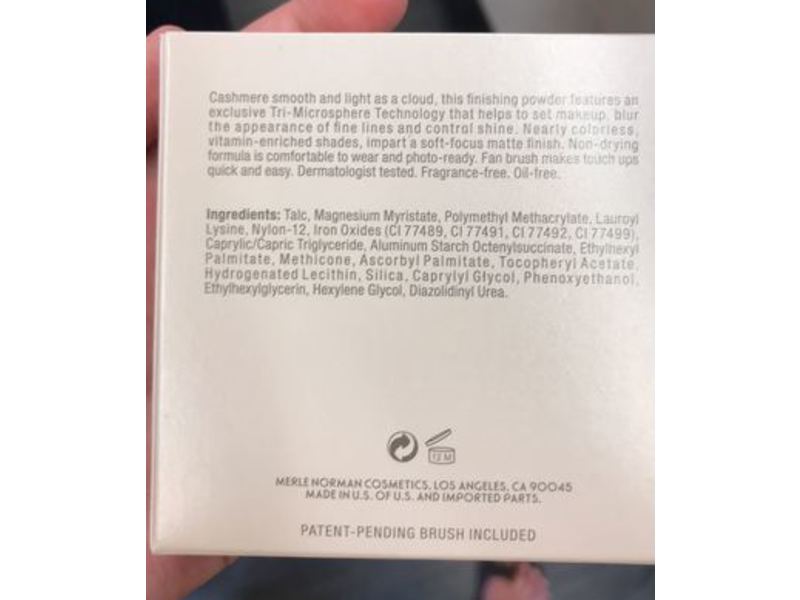 Cashmere smooth and light as a cloud, this finishing powder features an
exclusive Tri-Microsphere Technology that helps to set makeup, blur
the appearance of fine lines and control shine. Nearly colorless,
vitamin-enriched shades, impart a soft-focus matte finish. Non-drying
formula is comfortable to wear and photo-ready. Fan brush makes touch ups
quick and easy. Dermatologist tested. Fragrance-free. Oil-free.
Ingredients: Talc, Magnesium Myristate, Polymethyl Methacrylate, Lauroyl
Lysine, Nylon-12, Iron Oxides (CI 77489, CI 77491, CI 77492, CI 77499),
Caprylic/Capric Triglyceride, Aluminum Starch Octenylsuccinate, Ethylhexyl
Palmitate, Methicone, Ascorbyl Palmitate, Tocopheryl Acetate,
Hydrogenated Lecithin, Silica, Caprylyl Glycol, Phenoxyethanol,
Ethylhexylglycerin, Hexylene Glycol, Diazolidinyl Urea.
12 M
MERLE NORMAN COSMETICS, LOS ANGELES, CA 90045
MADE IN U.S. OF U.S. AND IMPORTED PARTS.
PATENT-PENDING BRUSH INCLUDED